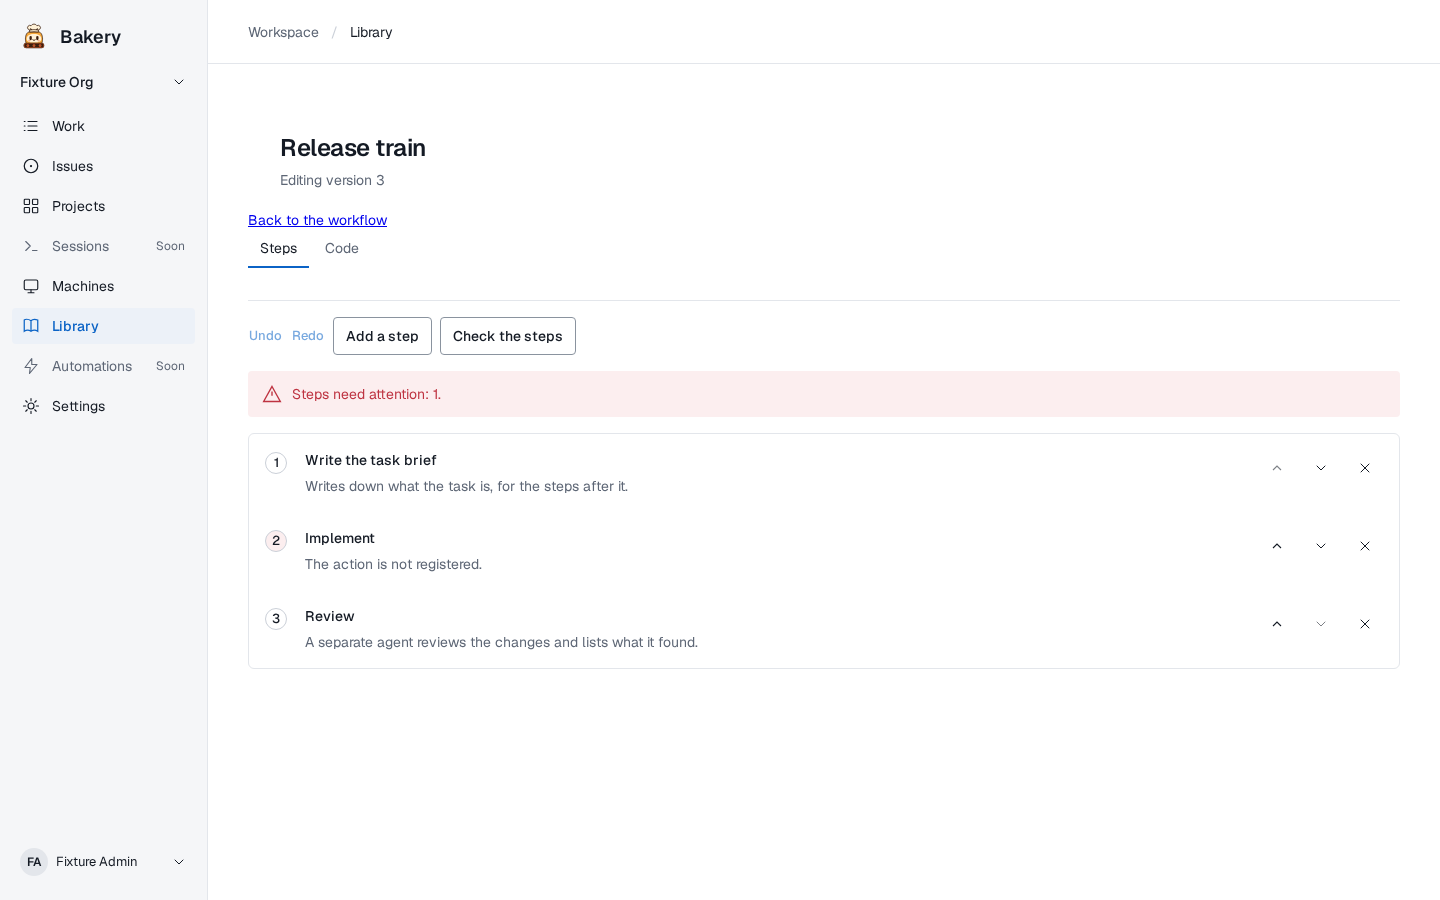 Bakery
Fixture Org
Work
Issues
Projects
Sessions Soon
Machines
Library
Automations Soon
Settings
FA Fixture Admin
Workspace / Library
Release train
Editing version 3
Back to the workflow
Steps Code
Undo Redo Add a step Check the steps
Steps need attention: 1.
1 Write the task brief
Writes down what the task is, for the steps after it.
2 Implement
The action is not registered.
3 Review
A separate agent reviews the changes and lists what it found.